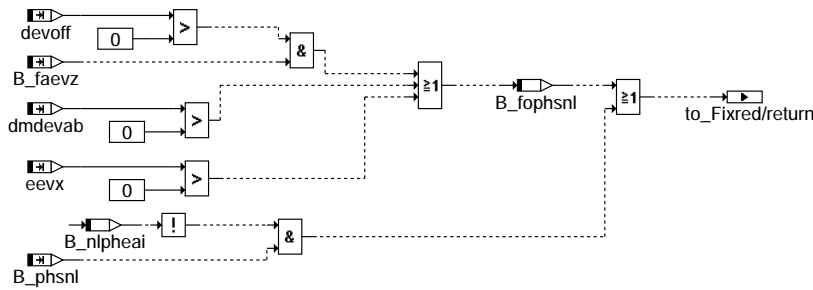 devoff
0
>
&
B_faevz
≧1
B_fophsnl
≧1
to_Fixred/return
dmdevab
0
>
eevx
0
>
B_nlpheai
!
&
B_phsnl